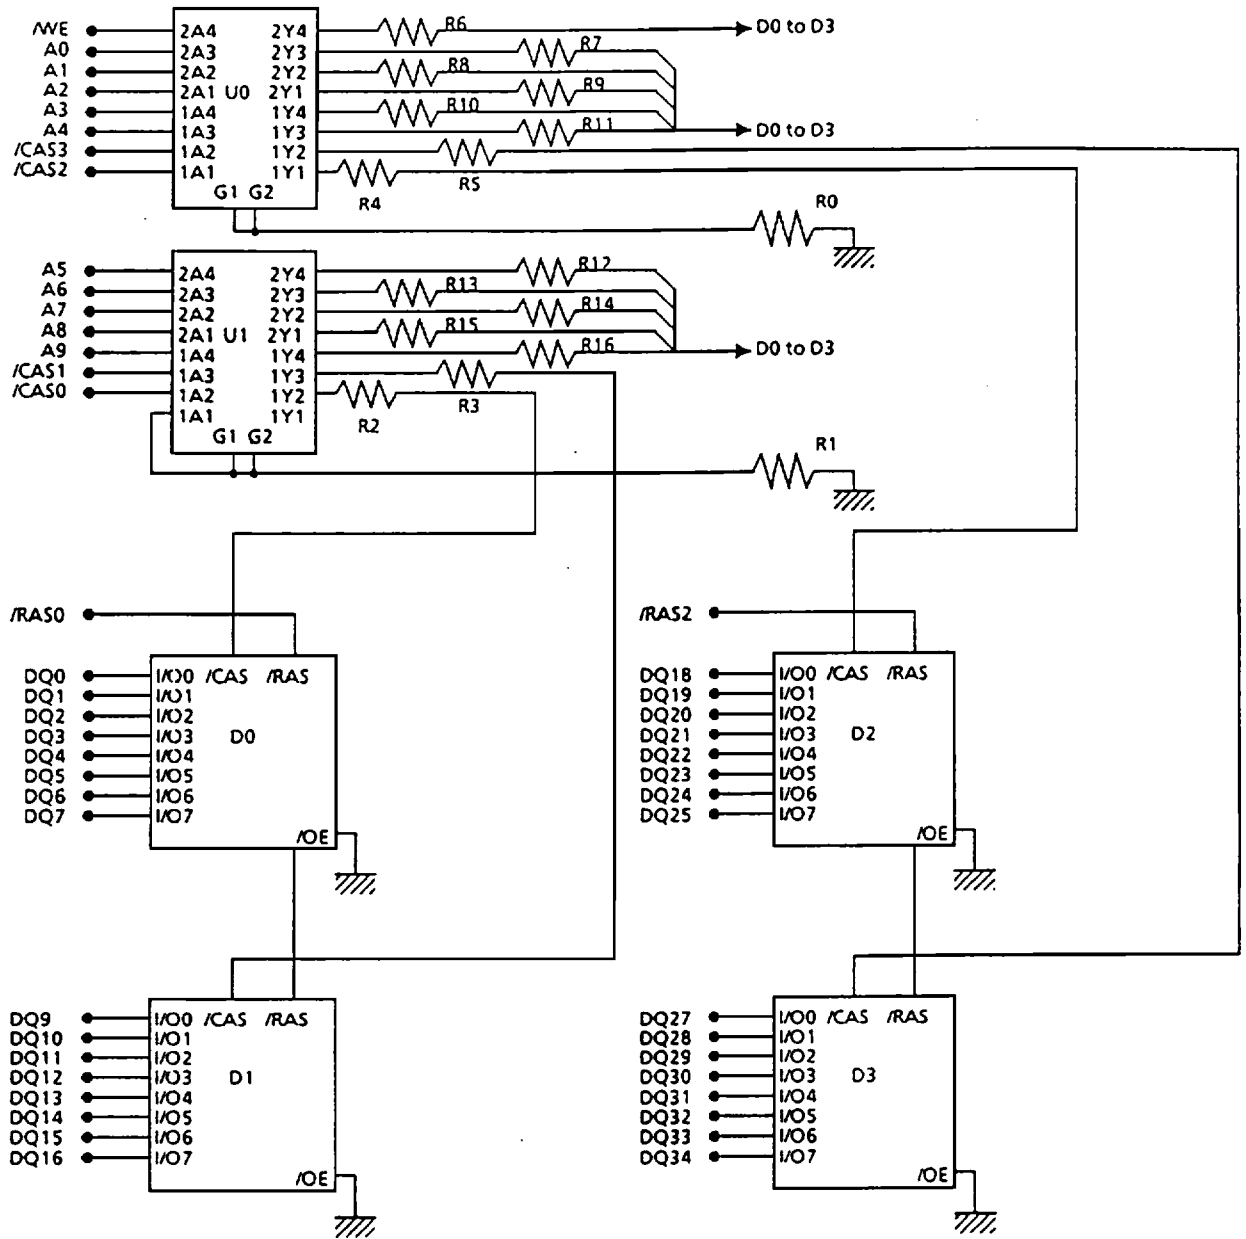 /WE 2A4 2Y4 R6 D0 to D3
A0 2A3 2Y3 R7
A1 2A2 2Y2 R8
A2 2A1 U0 2Y1 R9
A3 1A4 1Y4 R10
A4 1A3 1Y3 R11 D0 to D3
/CAS3 1A2 1Y2 R5
/CAS2 1A1 1Y1 R4
G1 G2 R0
A5 2A4 2Y4 R12
A6 2A3 2Y3 R13
A7 2A2 2Y2 R14
A8 2A1 U1 2Y1 R15
A9 1A4 1Y4 R16 D0 to D3
/CAS1 1A3 1Y3 R3
/CAS0 1A2 1Y2 R2
1A1 1Y1
G1 G2 R1
/RAS0 /RAS2
DQ0 I/O0 /CAS /RAS DQ18 I/O0 /CAS /RAS
DQ1 I/O1 DQ19 I/O1
DQ2 I/O2 DQ20 I/O2
DQ3 I/O3 D0 DQ21 I/O3 D2
DQ4 I/O4 DQ22 I/O4
DQ5 I/O5 DQ23 I/O5
DQ6 I/O6 DQ24 I/O6
DQ7 I/O7 DQ25 I/O7
/OE /OE
DQ9 I/O0 /CAS /RAS DQ27 I/O0 /CAS /RAS
DQ10 I/O1 DQ28 I/O1
DQ11 I/O2 DQ29 I/O2
DQ12 I/O3 D1 DQ30 I/O3 D3
DQ13 I/O4 DQ31 I/O4
DQ14 I/O5 DQ32 I/O5
DQ15 I/O6 DQ33 I/O6
DQ16 I/O7 DQ34 I/O7
/OE /OE